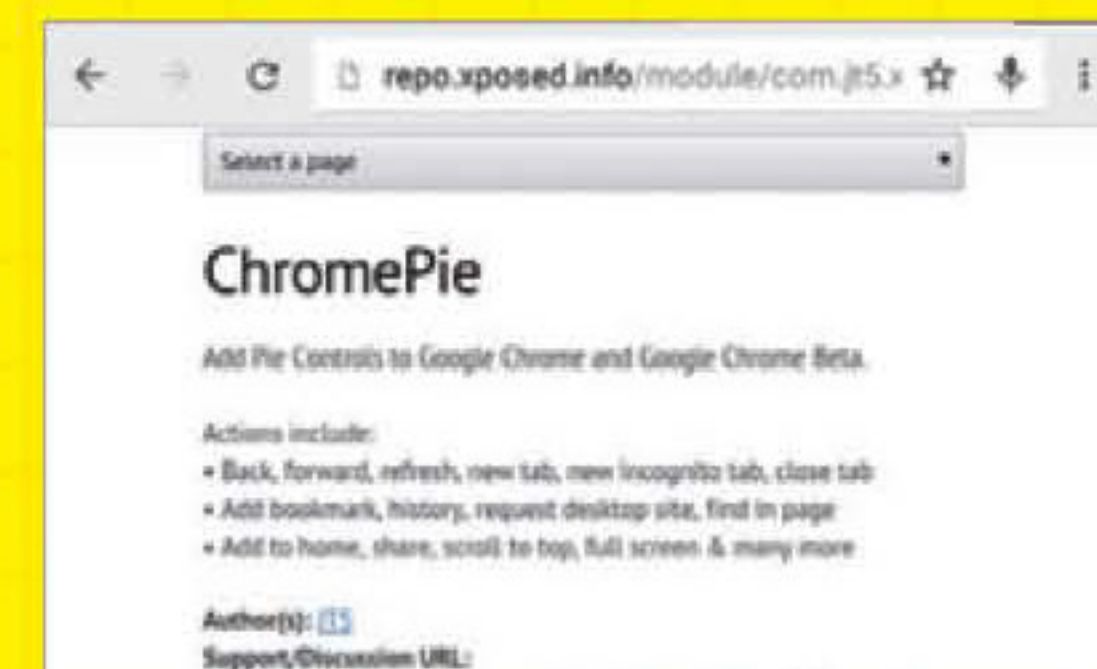 repo.xposed.info/module/com.jt5.x
Select a page
ChromePie
Add Pie Controls to Google Chrome and Google Chrome Beta.
Actions include:
• Back, forward, refresh, new tab, new incognito tab, close tab
• Add bookmark, history, request desktop site, find in page
• Add to home, share, scroll to top, full screen & many more
Author(s): JT5
Support/Discussion URL: